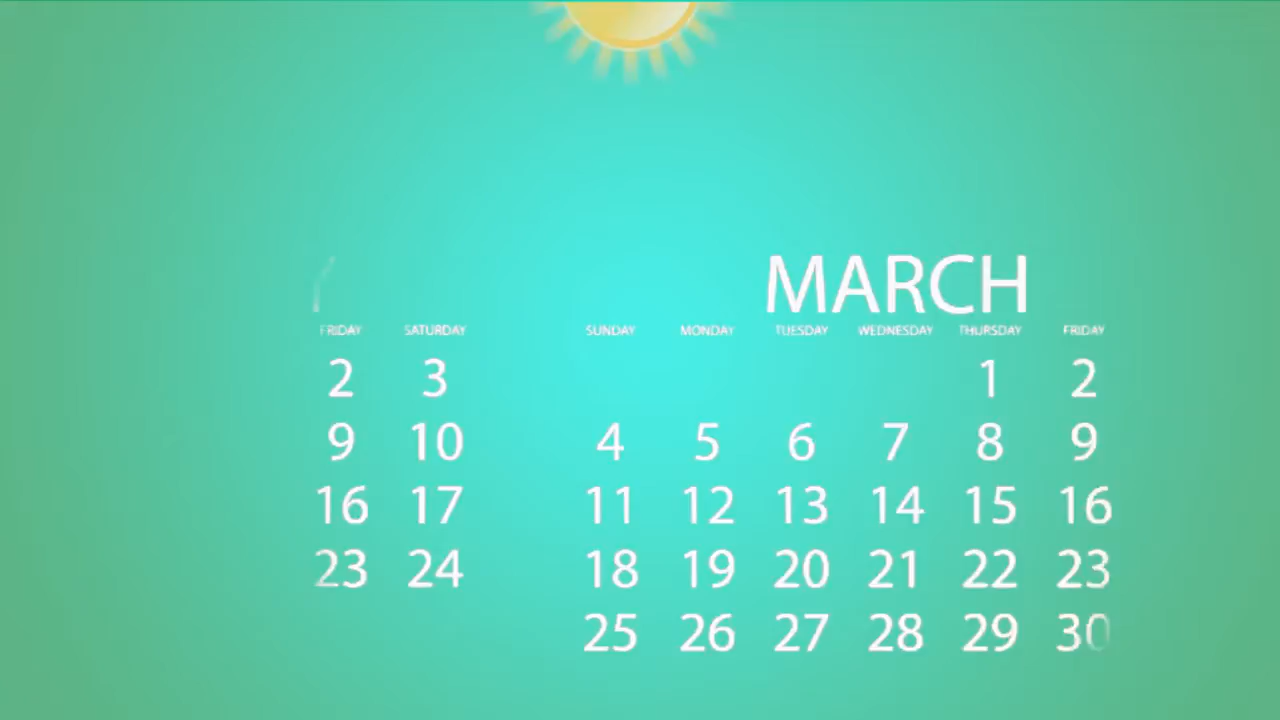 MARCH
FRIDAY SATURDAY SUNDAY MONDAY TUESDAY WEDNESDAY THURSDAY FRIDAY
2 3 1 2
9 10 4 5 6 7 8 9
16 17 11 12 13 14 15 16
23 24 18 19 20 21 22 23
25 26 27 28 29 30